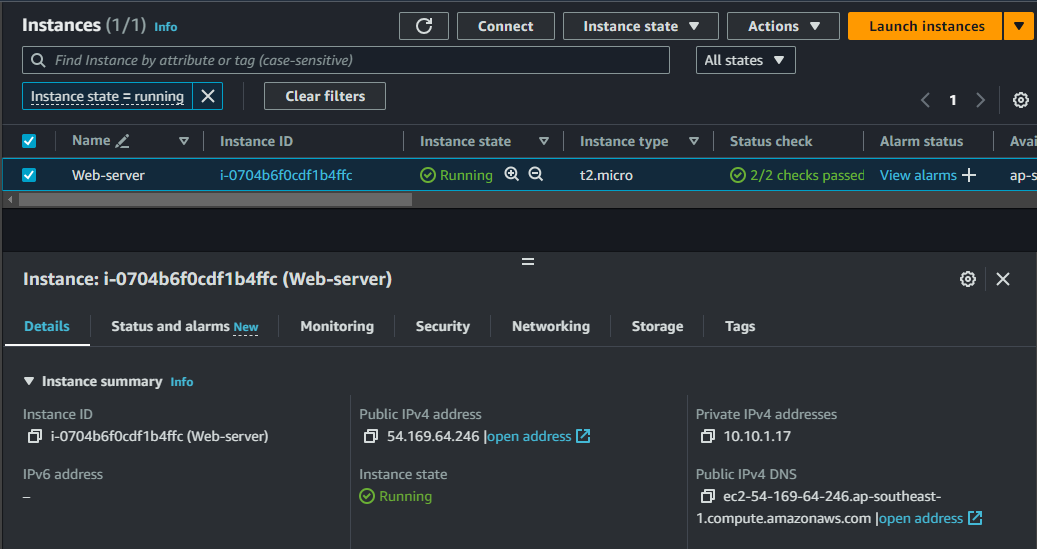 Instances (1/1) Info
Connect
Instance state
Actions
Launch instances
Find Instance by attribute or tag (case-sensitive)
All states
Instance state = running
Clear filters
1
Name
Instance ID
Instance state
Instance type
Status check
Alarm status
Avai
Web-server
i-0704b6f0cdf1b4ffc
Running
t2.micro
2/2 checks passed
View alarms
ap-s
Instance: i-0704b6f0cdf1b4ffc (Web-server)
Details
Status and alarms New
Monitoring
Security
Networking
Storage
Tags
Instance summary Info
Instance ID
i-0704b6f0cdf1b4ffc (Web-server)
Public IPv4 address
54.169.64.246 |open address
Private IPv4 addresses
10.10.1.17
IPv6 address
–
Instance state
Running
Public IPv4 DNS
ec2-54-169-64-246.ap-southeast-
1.compute.amazonaws.com |open address